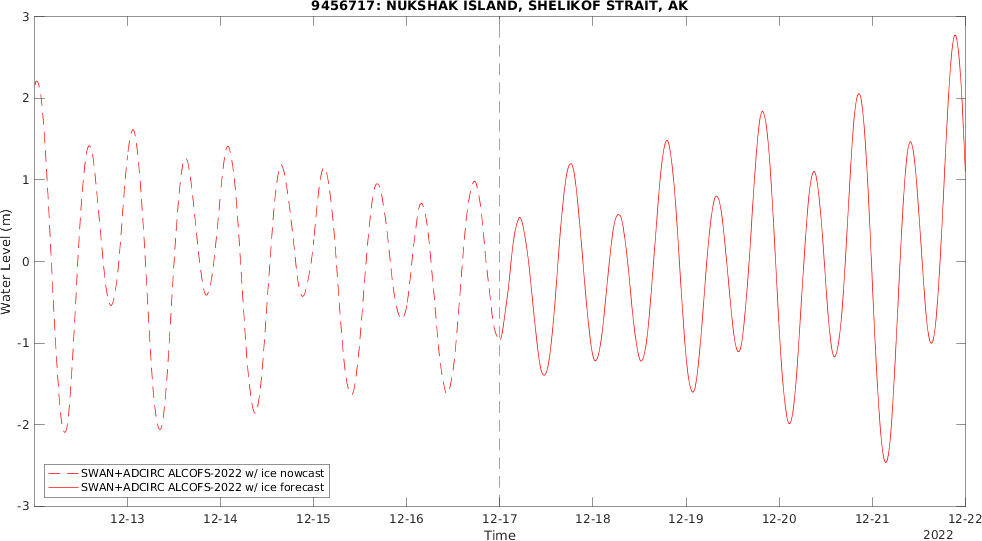 9456717: NUKSHAK ISLAND, SHELIKOF STRAIT, AK
3
2
1
0
-1
-2
-3
Water Level (m)
SWAN+ADCIRC ALCOFS-2022 w/ ice nowcast
SWAN+ADCIRC ALCOFS-2022 w/ ice forecast
12-13 12-14 12-15 12-16 12-17 12-18 12-19 12-20 12-21 12-22
Time
2022